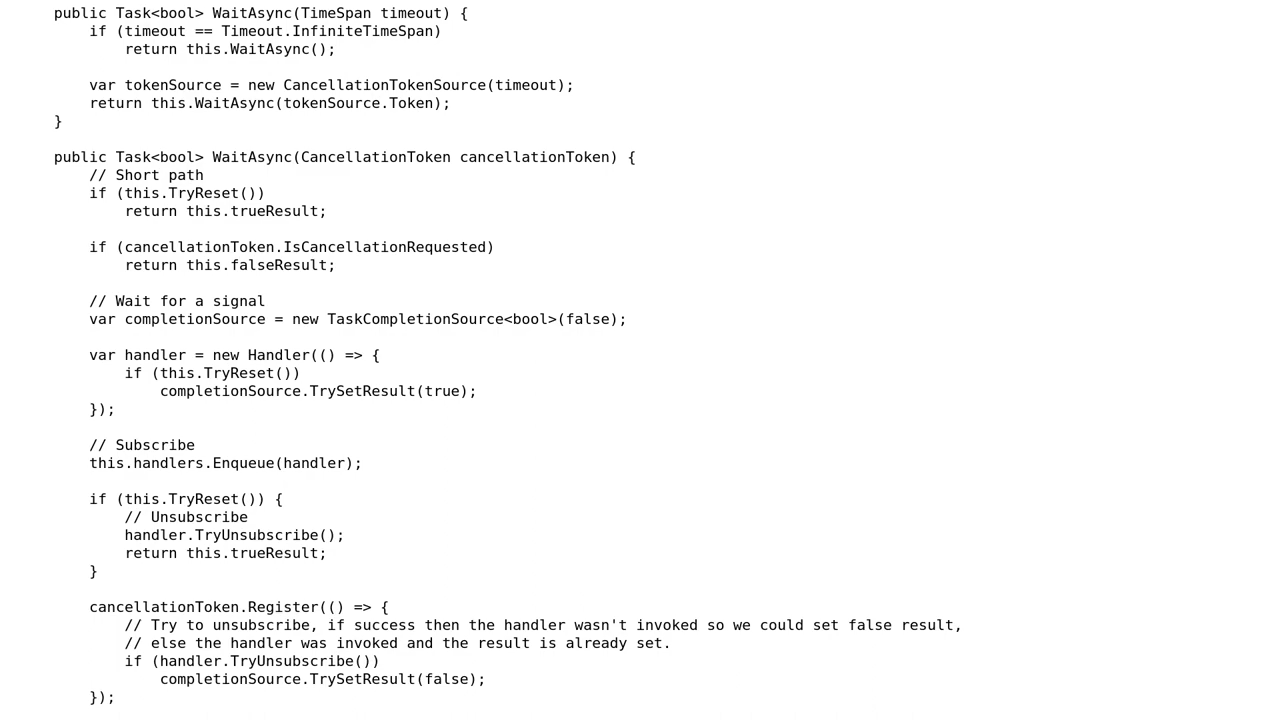 public Task<bool> WaitAsync(TimeSpan timeout) {
    if (timeout == Timeout.InfiniteTimeSpan)
        return this.WaitAsync();

    var tokenSource = new CancellationTokenSource(timeout);
    return this.WaitAsync(tokenSource.Token);
}

public Task<bool> WaitAsync(CancellationToken cancellationToken) {
    // Short path
    if (this.TryReset())
        return this.trueResult;

    if (cancellationToken.IsCancellationRequested)
        return this.falseResult;

    // Wait for a signal
    var completionSource = new TaskCompletionSource<bool>(false);

    var handler = new Handler(() => {
        if (this.TryReset())
            completionSource.TrySetResult(true);
    });

    // Subscribe
    this.handlers.Enqueue(handler);

    if (this.TryReset()) {
        // Unsubscribe
        handler.TryUnsubscribe();
        return this.trueResult;
    }

    cancellationToken.Register(() => {
        // Try to unsubscribe, if success then the handler wasn't invoked so we could set false result,
        // else the handler was invoked and the result is already set.
        if (handler.TryUnsubscribe())
            completionSource.TrySetResult(false);
    });